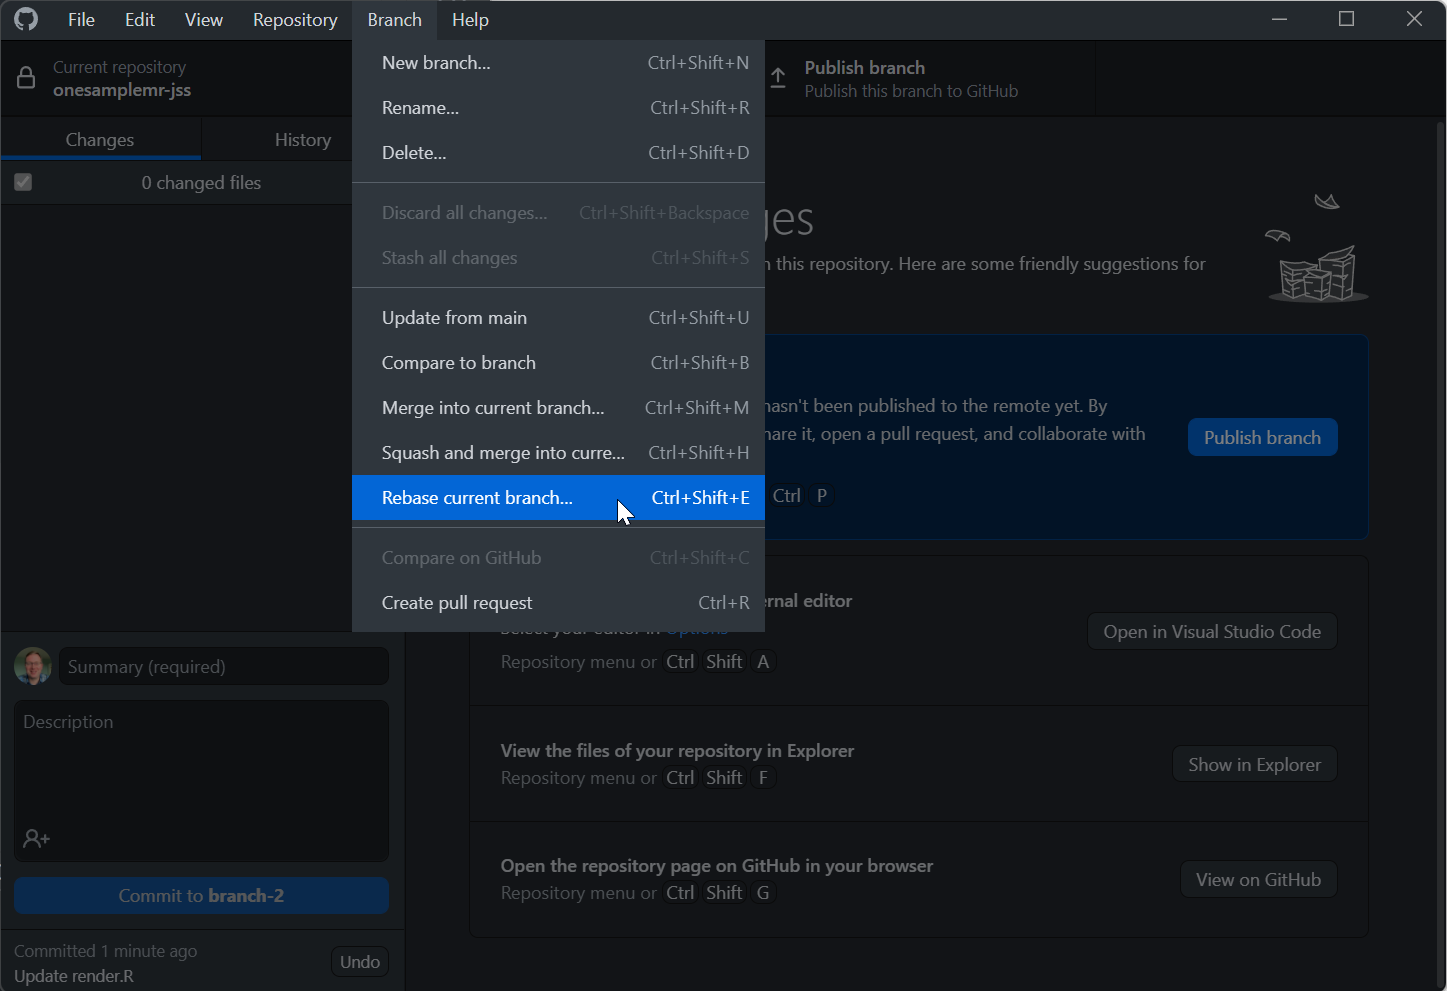 File Edit View Repository Branch Help
Current repository
onesamplemr-jss
Publish branch
Publish this branch to GitHub
Changes History
0 changed files
New branch... Ctrl+Shift+N
Rename... Ctrl+Shift+R
Delete... Ctrl+Shift+D
Discard all changes... Ctrl+Shift+Backspace
Stash all changes Ctrl+Shift+S
Update from main Ctrl+Shift+U
Compare to branch Ctrl+Shift+B
Merge into current branch... Ctrl+Shift+M
Squash and merge into curre... Ctrl+Shift+H
Rebase current branch... Ctrl+Shift+E
Compare on GitHub Ctrl+Shift+C
Create pull request Ctrl+R
this repository. Here are some friendly suggestions for
hasn't been published to the remote yet. By
it, open a pull request, and collaborate with
Publish branch
Ctrl P
editor
Select your editor in Options
Repository menu or Ctrl Shift A
Open in Visual Studio Code
View the files of your repository in Explorer
Repository menu or Ctrl Shift F
Show in Explorer
Open the repository page on GitHub in your browser
Repository menu or Ctrl Shift G
View on GitHub
Summary (required)
Description
Commit to branch-2
Committed 1 minute ago
Update render.R
Undo